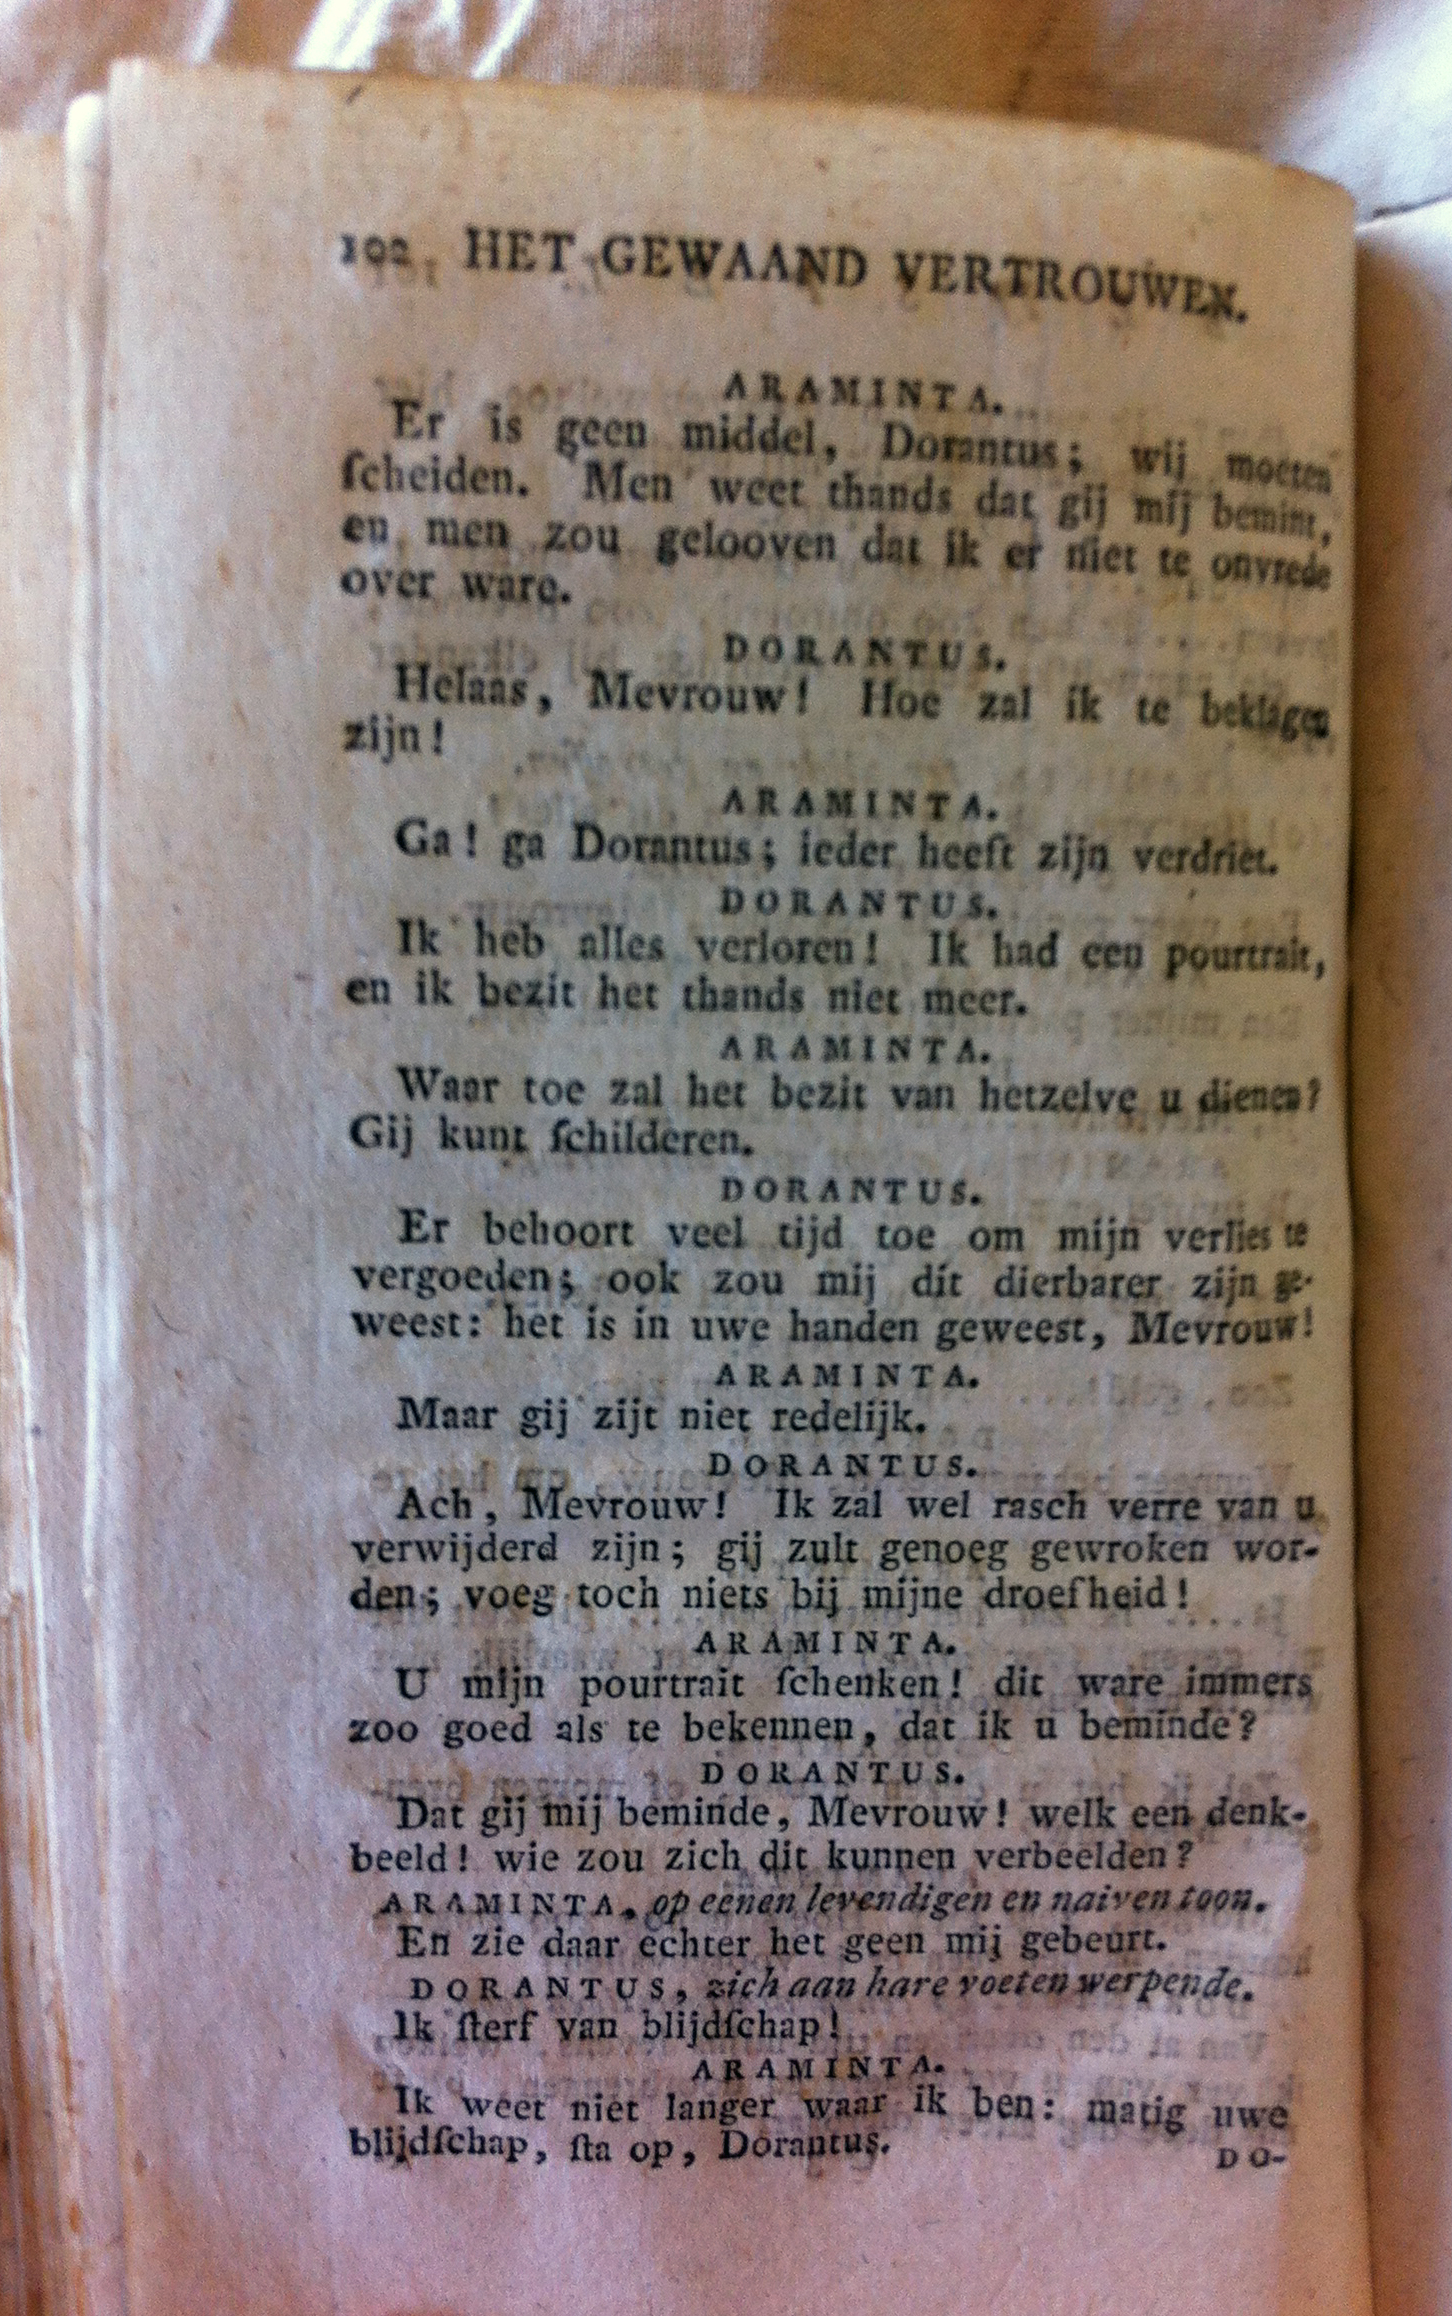 102 HET GEWAAND VERTROUWEN.
ARAMINTA.
Er is geen middel, Dorantus; wij moeten
ſcheiden. Men weet thands dat gij mij bemint,
en men zou gelooven dat ik er niet te onvrede
over ware.
DORANTUS.
Helaas, Mevrouw! Hoe zal ik te beklagen
zijn!
ARAMINTA.
Ga! ga Dorantus; ieder heeft zijn verdriet.
DORANTUS.
Ik heb alles verloren! Ik had een pourtrait,
en ik bezit het thands niet meer.
ARAMINTA.
Waar toe zal het bezit van hetzelve u dienen?
Gij kunt ſchilderen.
DORANTUS.
Er behoort veel tijd toe om mijn verlies te
vergoeden; ook zou mij dit dierbarer zijn ge-
weest: het is in uwe handen geweest, Mevrouw!
ARAMINTA.
Maar gij zijt niet redelijk.
DORANTUS.
Ach, Mevrouw! Ik zal wel rasch verre van u
verwijderd zijn; gij zult genoeg gewroken wor-
den; voeg toch niets bij mijne droefheid!
ARAMINTA.
U mijn pourtrait ſchenken! dit ware immers
zoo goed als te bekennen, dat ik u beminde?
DORANTUS.
Dat gij mij beminde, Mevrouw! welk een denk-
beeld! wie zou zich dit kunnen verbeelden?
ARAMINTA. op eenen levendigen en naiven toon.
En zie daar echter het geen mij gebeurt.
DORANTUS, zich aan hare voeten werpende.
Ik ſterf van blijdſchap!
ARAMINTA.
Ik weet niet langer waar ik ben: matig uwe
blijdſchap, ſta op, Dorantus.
DO-